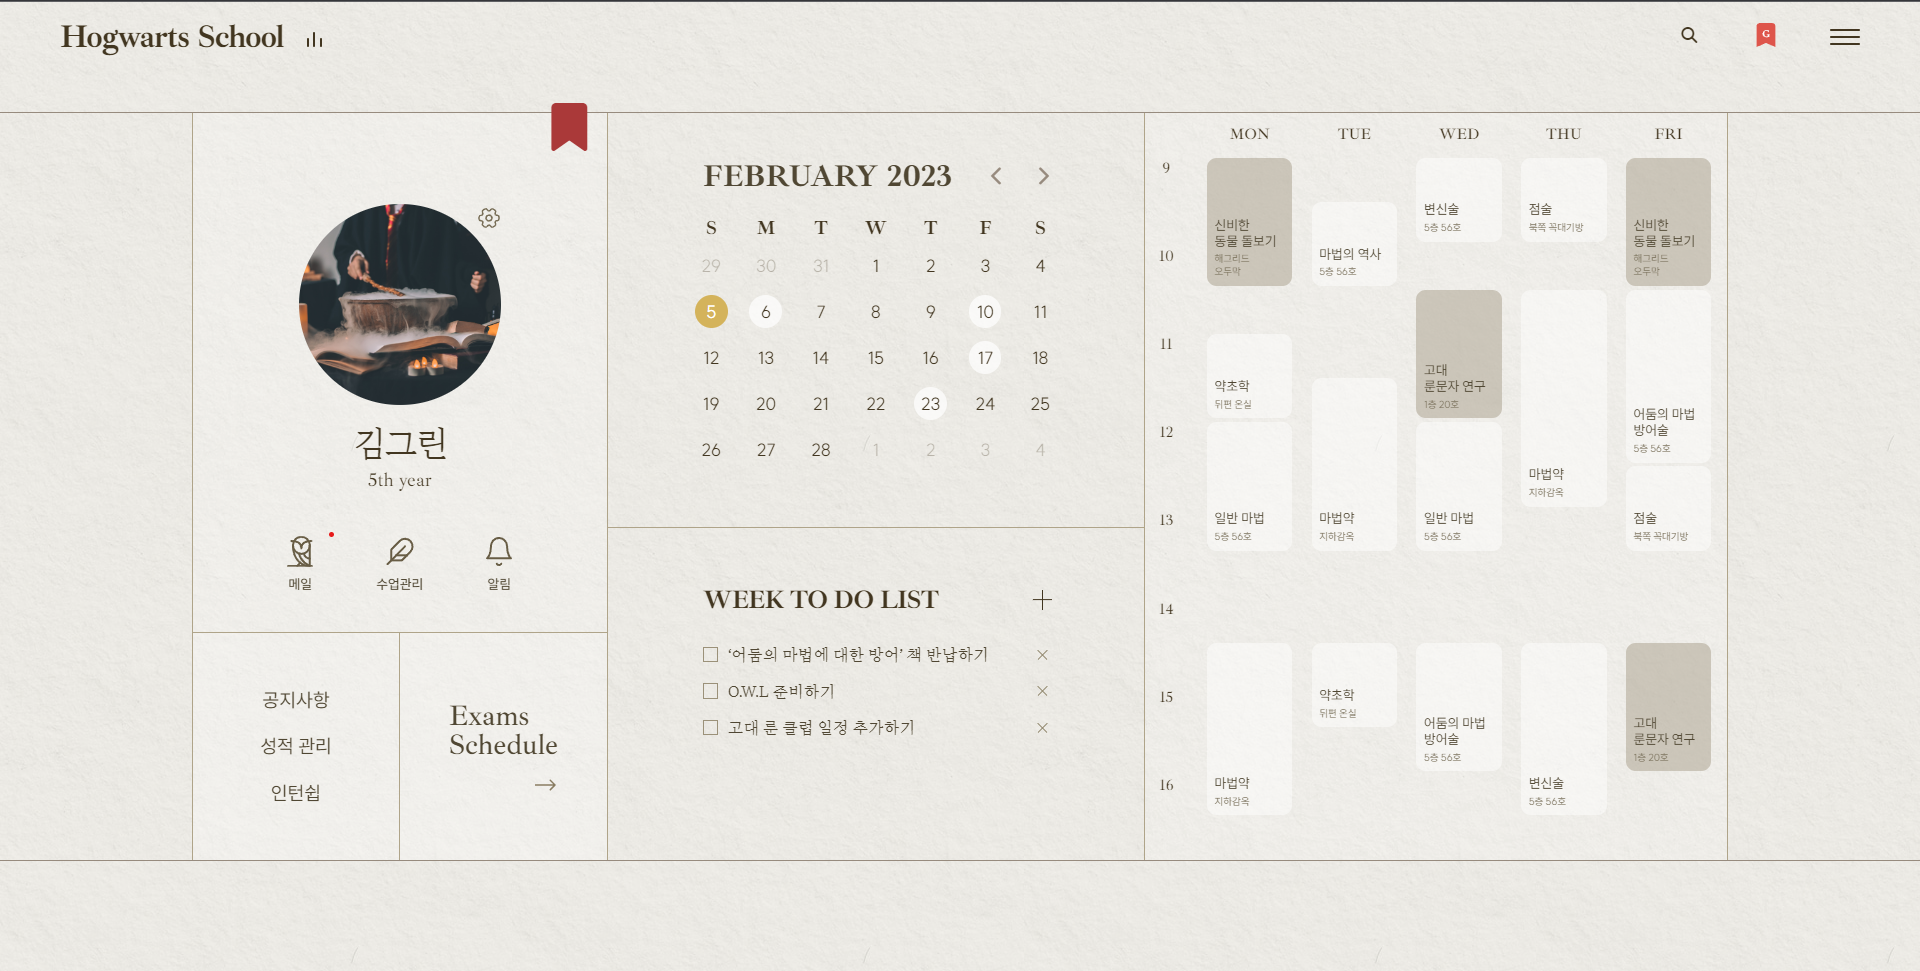 Hogwarts School
G
김그린
5th year
메일
수업관리
알림
공지사항
성적 관리
인턴쉽
Exams
Schedule
FEBRUARY 2023
S M T W T F S
29 30 31 1 2 3 4
5 6 7 8 9 10 11
12 13 14 15 16 17 18
19 20 21 22 23 24 25
26 27 28 1 2 3 4
WEEK TO DO LIST
‘어둠의 마법에 대한 방어’ 책 반납하기
O.W.L 준비하기
고대 룬 클럽 일정 추가하기
MON TUE WED THU FRI
9
10
11
12
13
14
15
16
신비한
동물 돌보기
해그리드
오두막
약초학
뒤편 온실
일반 마법
5층 56호
마법약
지하감옥
마법의 역사
5층 56호
마법약
지하감옥
약초학
뒤편 온실
변신술
5층 56호
고대
룬문자 연구
1층 20호
일반 마법
5층 56호
어둠의 마법
방어술
5층 56호
점술
북쪽 꼭대기방
마법약
지하감옥
변신술
5층 56호
신비한
동물 돌보기
해그리드
오두막
어둠의 마법
방어술
5층 56호
점술
북쪽 꼭대기방
고대
룬문자 연구
1층 20호